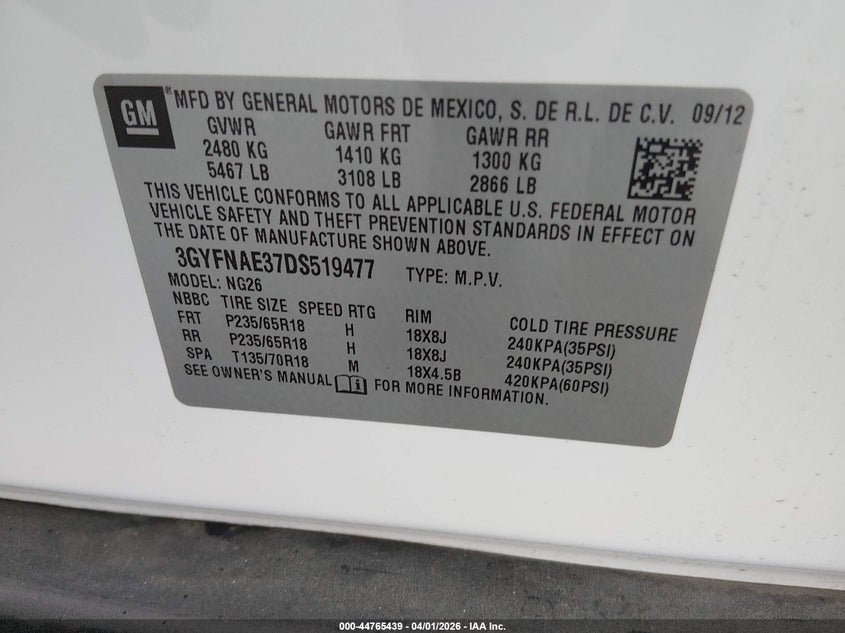 GM ® MFD BY GENERAL MOTORS DE MEXICO, S. DE R.L. DE C.V. 09/12
GVWR GAWR FRT GAWR RR
2480 KG 1410 KG 1300 KG
5467 LB 3108 LB 2866 LB
THIS VEHICLE CONFORMS TO ALL APPLICABLE U.S. FEDERAL MOTOR
VEHICLE SAFETY AND THEFT PREVENTION STANDARDS IN EFFECT ON
THE DATE OF MANUFACTURE SHOWN ABOVE.
3GYFNAE37DS519477 TYPE: M.P.V.
MODEL: NG26
NBBC TIRE SIZE SPEED RTG RIM COLD TIRE PRESSURE
FRT P235/65R18 H 18X8J 240KPA(35PSI)
RR P235/65R18 H 18X8J 240KPA(35PSI)
SPA T135/70R18 M 18X4.5B 420KPA(60PSI)
SEE OWNER'S MANUAL FOR MORE INFORMATION.
000-44765439 - 04/01/2026 - IAA Inc.